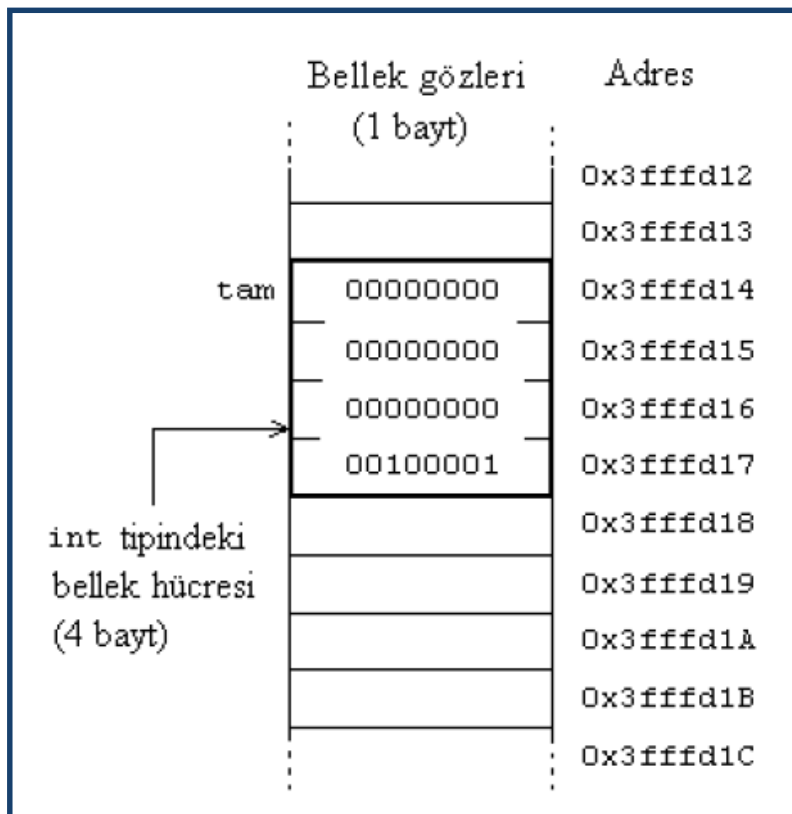 Bellek gözleri Adres
(1 bayt)
0x3fffd12
0x3fffd13
tam 00000000 0x3fffd14
00000000 0x3fffd15
00000000 0x3fffd16
00100001 0x3fffd17
0x3fffd18
int tipindeki
bellek hücresi
(4 bayt)
0x3fffd19
0x3fffd1A
0x3fffd1B
0x3fffd1C